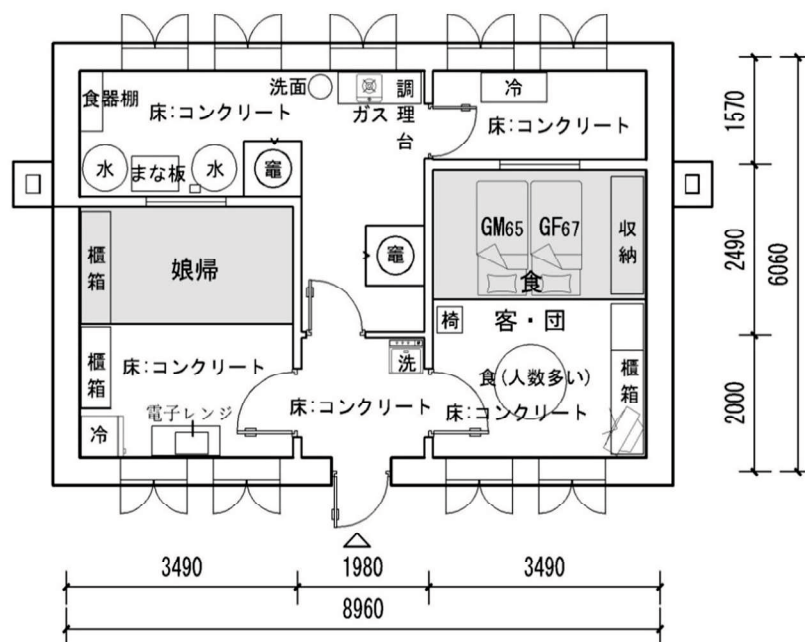 食器棚
床:コンクリート
洗面
ガス
調理台
冷
床:コンクリート
水
まな板
水
竈
竈
櫃箱
娘帰
GM65
GF67
収納
食
椅
客・団
櫃箱
床:コンクリート
洗
食(人数多い)
櫃箱
床:コンクリート
床:コンクリート
冷
電子レンジ
1570
2490
2000
6060
3490
1980
3490
8960